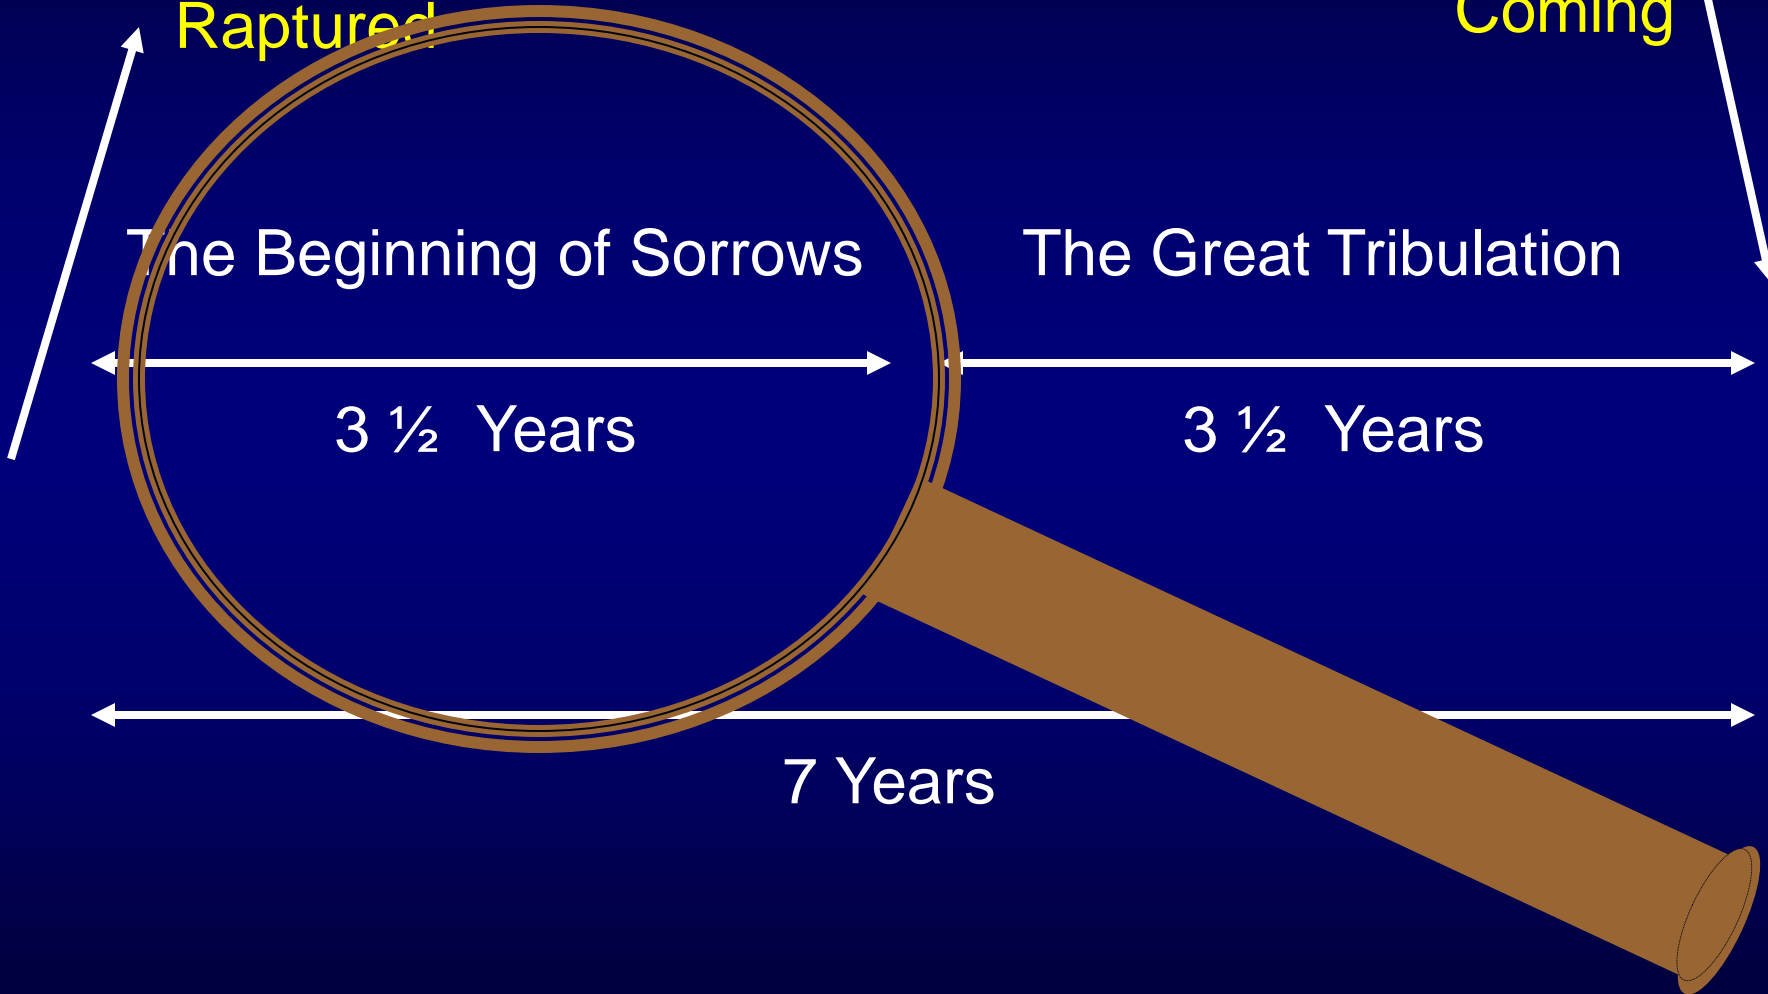 Raptured
Coming
The Beginning of Sorrows
The Great Tribulation
3 ½ Years
3 ½ Years
7 Years